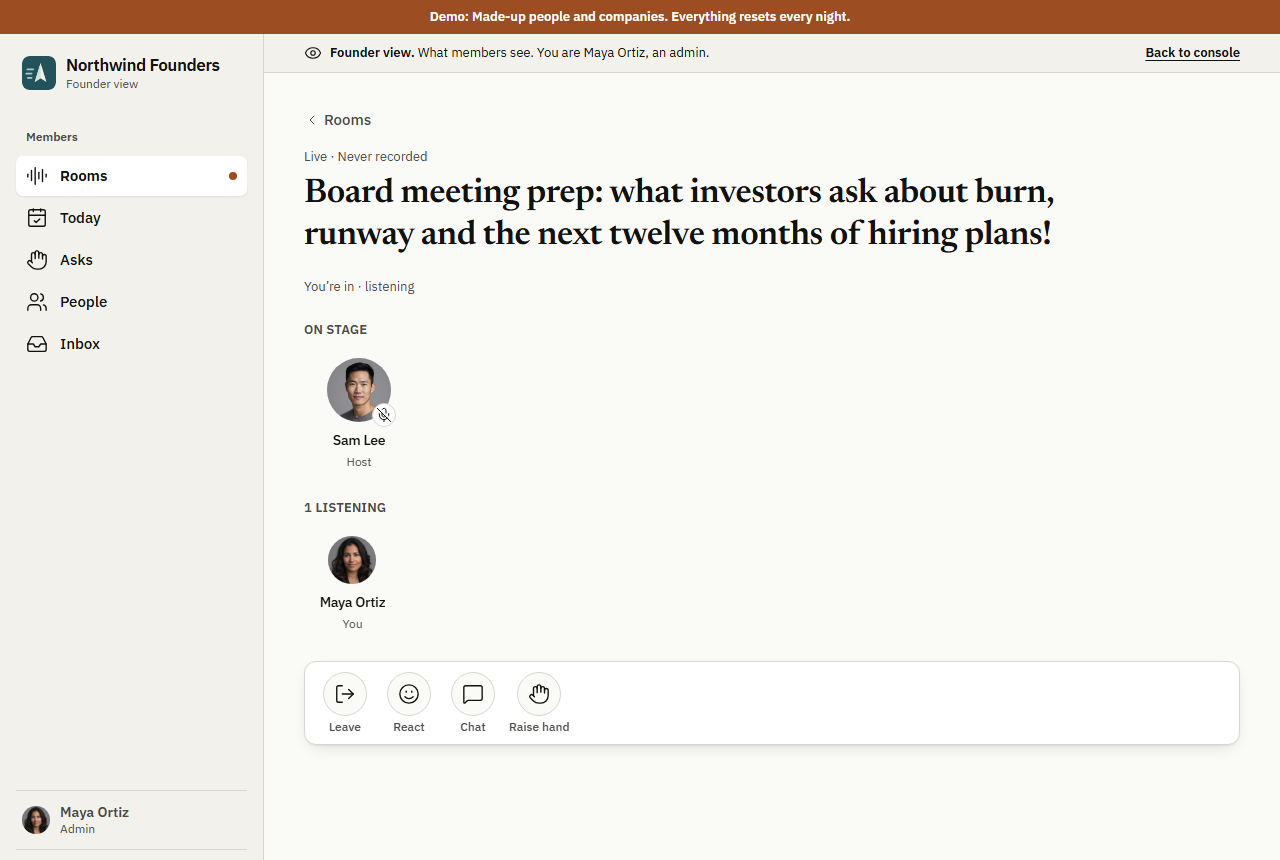 Demo: Made-up people and companies. Everything resets every night.
Northwind Founders
Founder view
Founder view. What members see. You are Maya Ortiz, an admin.
Back to console
Members
Rooms
Today
Asks
People
Inbox
Maya Ortiz
Admin
Rooms
Live · Never recorded
Board meeting prep: what investors ask about burn,
runway and the next twelve months of hiring plans!
You’re in · listening
ON STAGE
Sam Lee
Host
1 LISTENING
Maya Ortiz
You
Leave
React
Chat
Raise hand